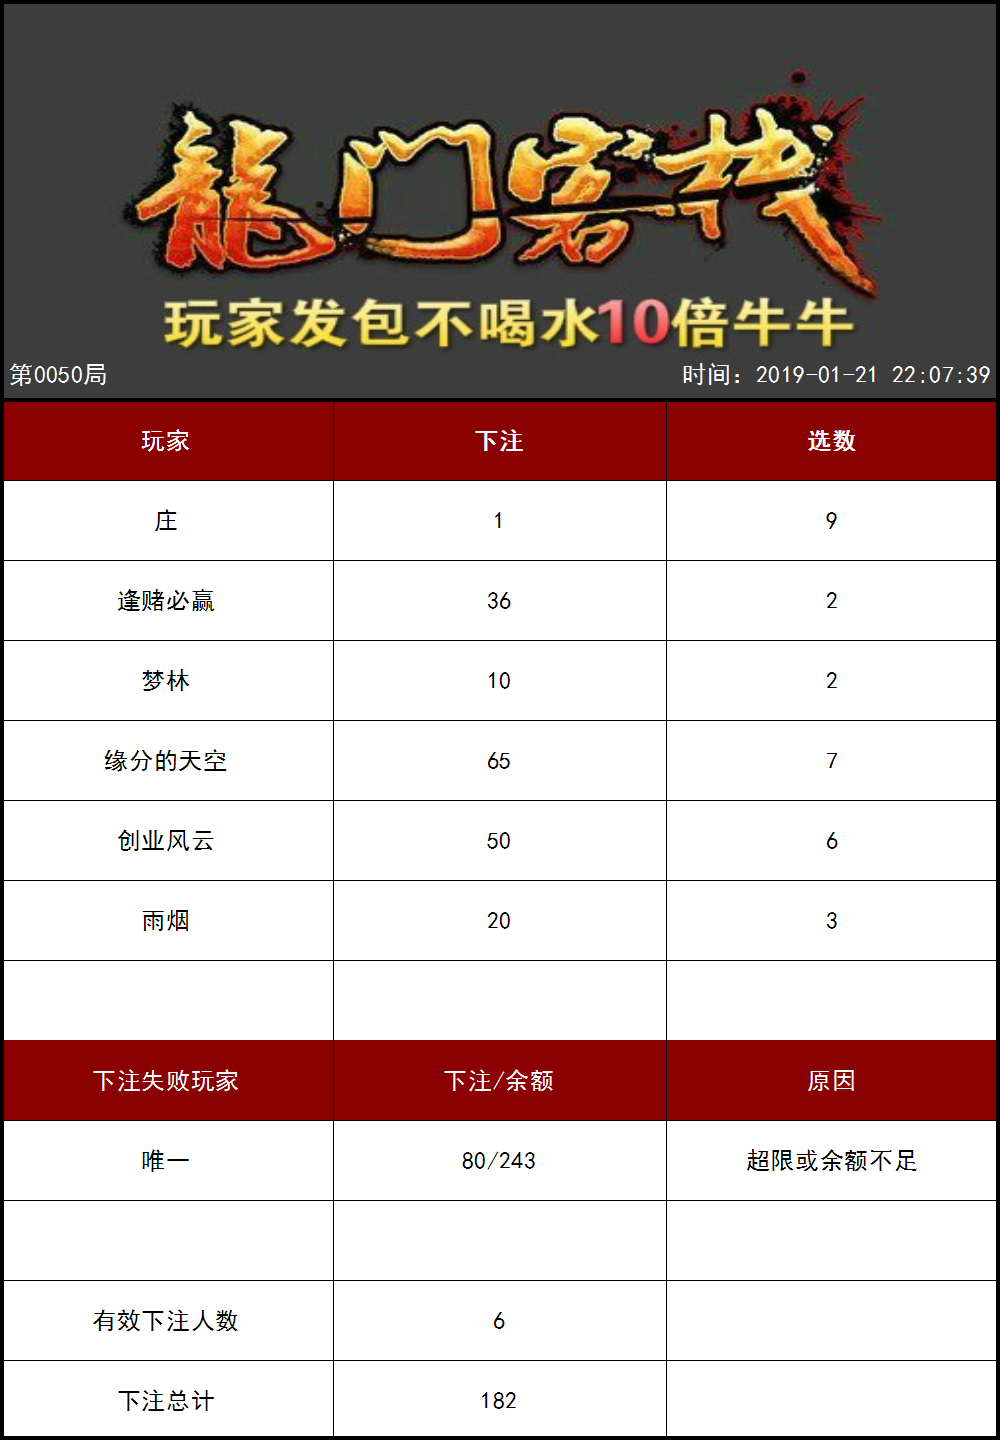 龍门客栈
玩家发包不喝水10倍牛牛
第0050局 时间：2019-01-21 22:07:39
玩家 下注 选数
庄 1 9
逢赌必赢 36 2
梦林 10 2
缘分的天空 65 7
创业风云 50 6
雨烟 20 3
下注失败玩家 下注/余额 原因
唯一 80/243 超限或余额不足
有效下注人数 6
下注总计 182